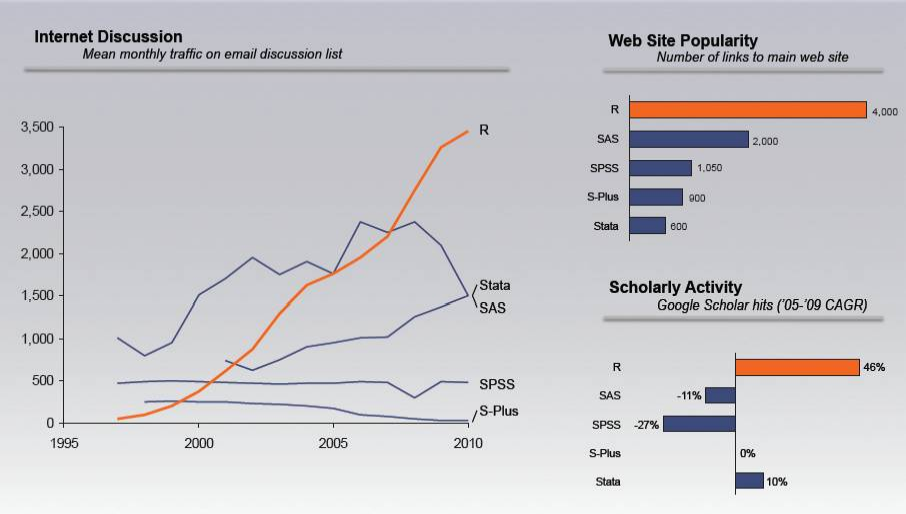 Internet Discussion
Mean monthly traffic on email discussion list
3,500
3,000
2,500
2,000
1,500
1,000
500
0
1995
2000
2005
2010
R
Stata
SAS
SPSS
S-Plus
Web Site Popularity
Number of links to main web site
R 4,000
SAS 2,000
SPSS 1,050
S-Plus 900
Stata 600
Scholarly Activity
Google Scholar hits ('05-'09 CAGR)
R 46%
SAS -11%
SPSS -27%
S-Plus 0%
Stata 10%